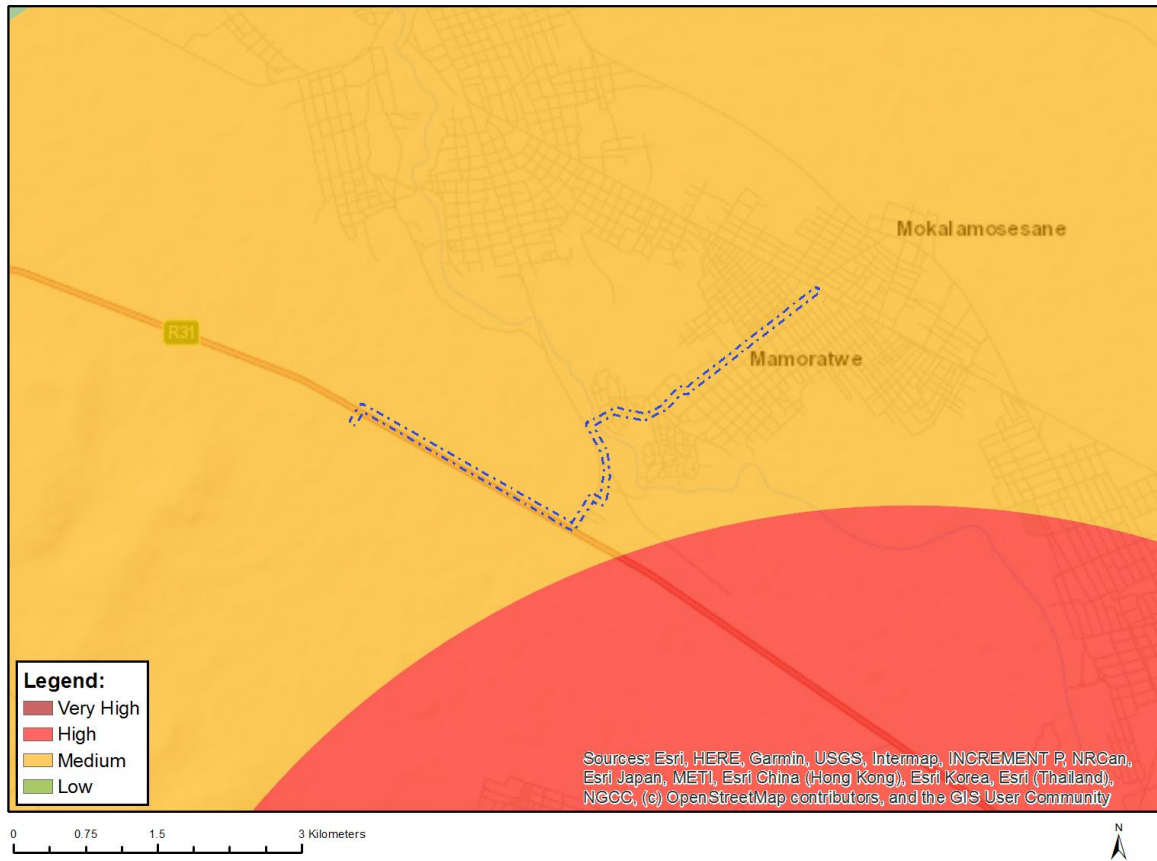 Mokalamosesane
R31
Mamoratwe
Legend:
Very High
High
Medium
Low
Sources: Esri, HERE, Garmin, USGS, Intermap, INCREMENT P, NRCan,
Esri Japan, METI, Esri China (Hong Kong), Esri Korea, Esri (Thailand),
NGCC, (c) OpenStreetMap contributors, and the GIS User Community
0 0.75 1.5 3 Kilometers
N